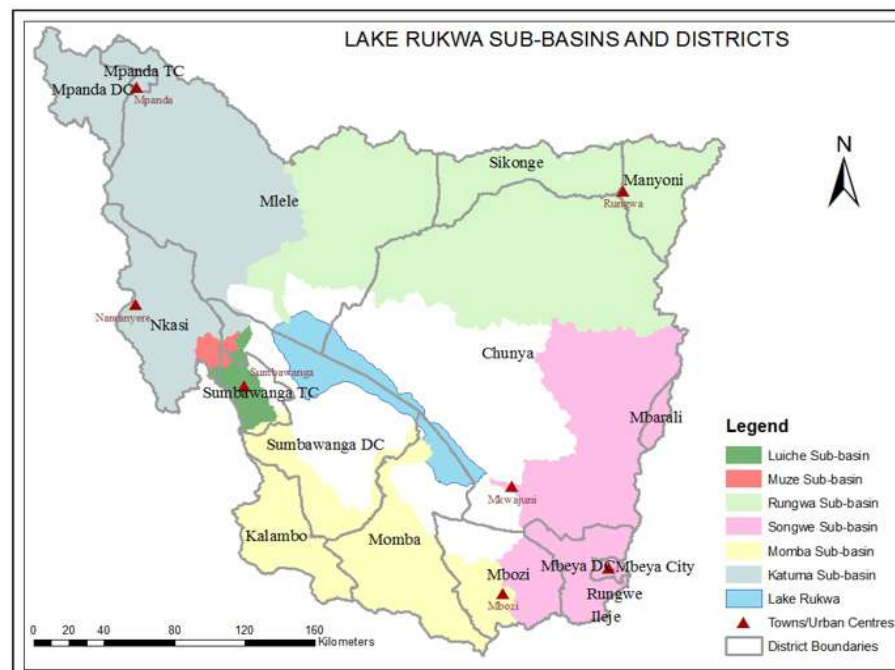 LAKE RUKWA SUB-BASINS AND DISTRICTS
Mpanda TC
Mpanda DC
Mpanda
N
Sikonge
Manyoni
Rungwa
Mlele
Namanyere
Nkasi
Chunya
Sumbawanga
Sumbawanga TC
Mbarali
Sumbawanga DC
Mkwajuni
Kalambo
Momba
Mbozi
Mbozi
Mbeya DC
Mbeya City
Rungwe
Ileje
Legend
Luiche Sub-basin
Muze Sub-basin
Rungwa Sub-basin
Songwe Sub-basin
Momba Sub-basin
Katuma Sub-basin
Lake Rukwa
Towns/Urban Centres
District Boundaries
0 20 40 80 120 160
Kilometers